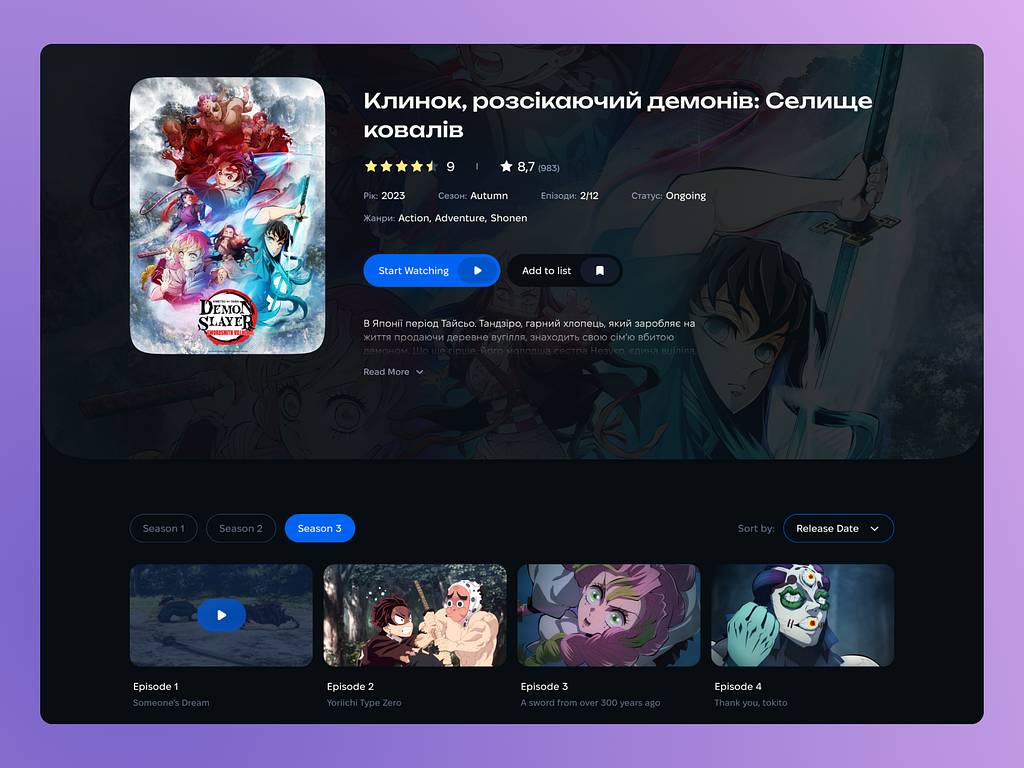 Клинок, розсікаючий демонів: Селище
ковалів
9 8,7 (983)
Рік: 2023 Сезон: Autumn Епізоди: 2/12 Статус: Ongoing
Жанри: Action, Adventure, Shonen
Start Watching Add to list
В Японії період Тайсьо. Тандзіро, гарний хлопець, який заробляє на
життя продаючи деревне вугілля, знаходить свою сім'ю вбитою
демоном. Що ще гірше, його молодша сестра Незуко, єдина вціліла,
Read More
DEMON
SLAYER
SWORDSMITH VILLAGE
Season 1 Season 2 Season 3 Sort by: Release Date
Episode 1 Episode 2 Episode 3 Episode 4
Someone's Dream Yoriichi Type Zero A sword from over 300 years ago Thank you, tokito